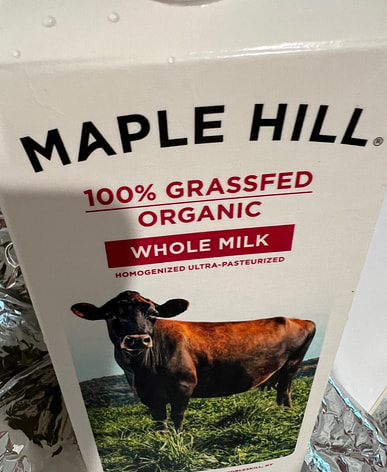 MAPLE HILL®
100% GRASSFED
ORGANIC
WHOLE MILK
HOMOGENIZED ULTRA-PASTEURIZED